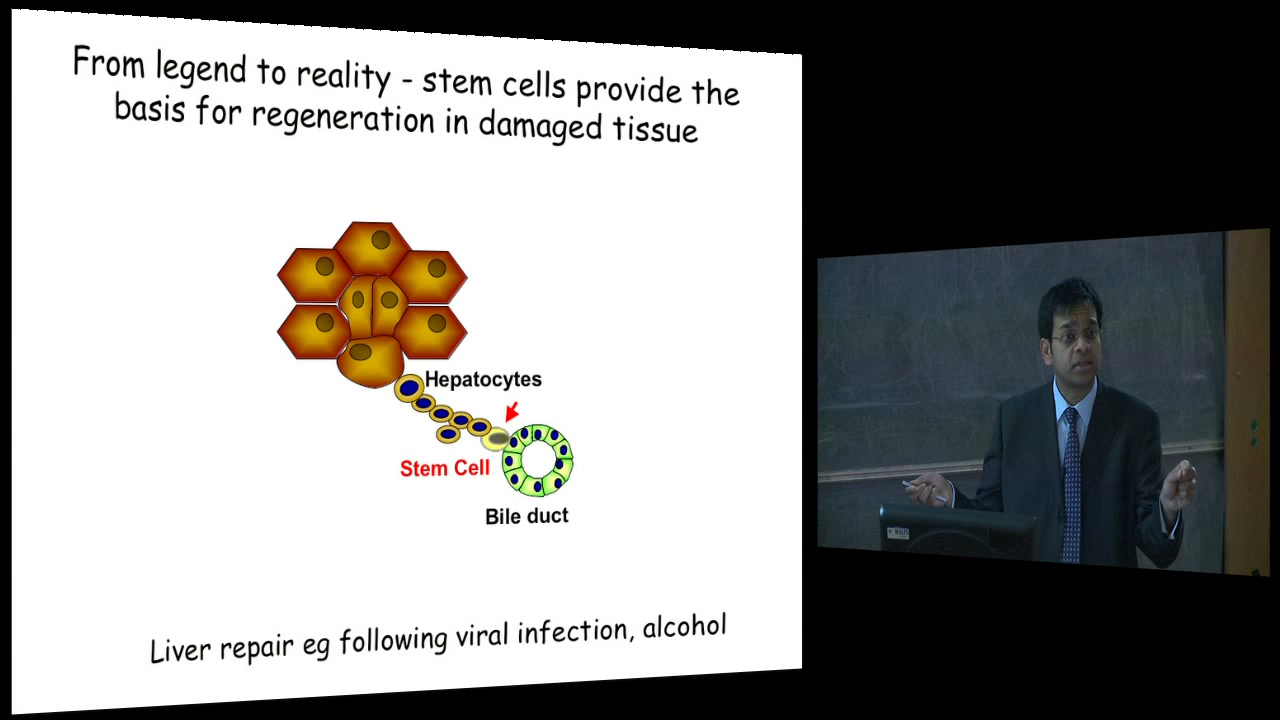 From legend to reality - stem cells provide the
basis for regeneration in damaged tissue
Hepatocytes
Stem Cell
Bile duct
Liver repair eg following viral infection, alcohol